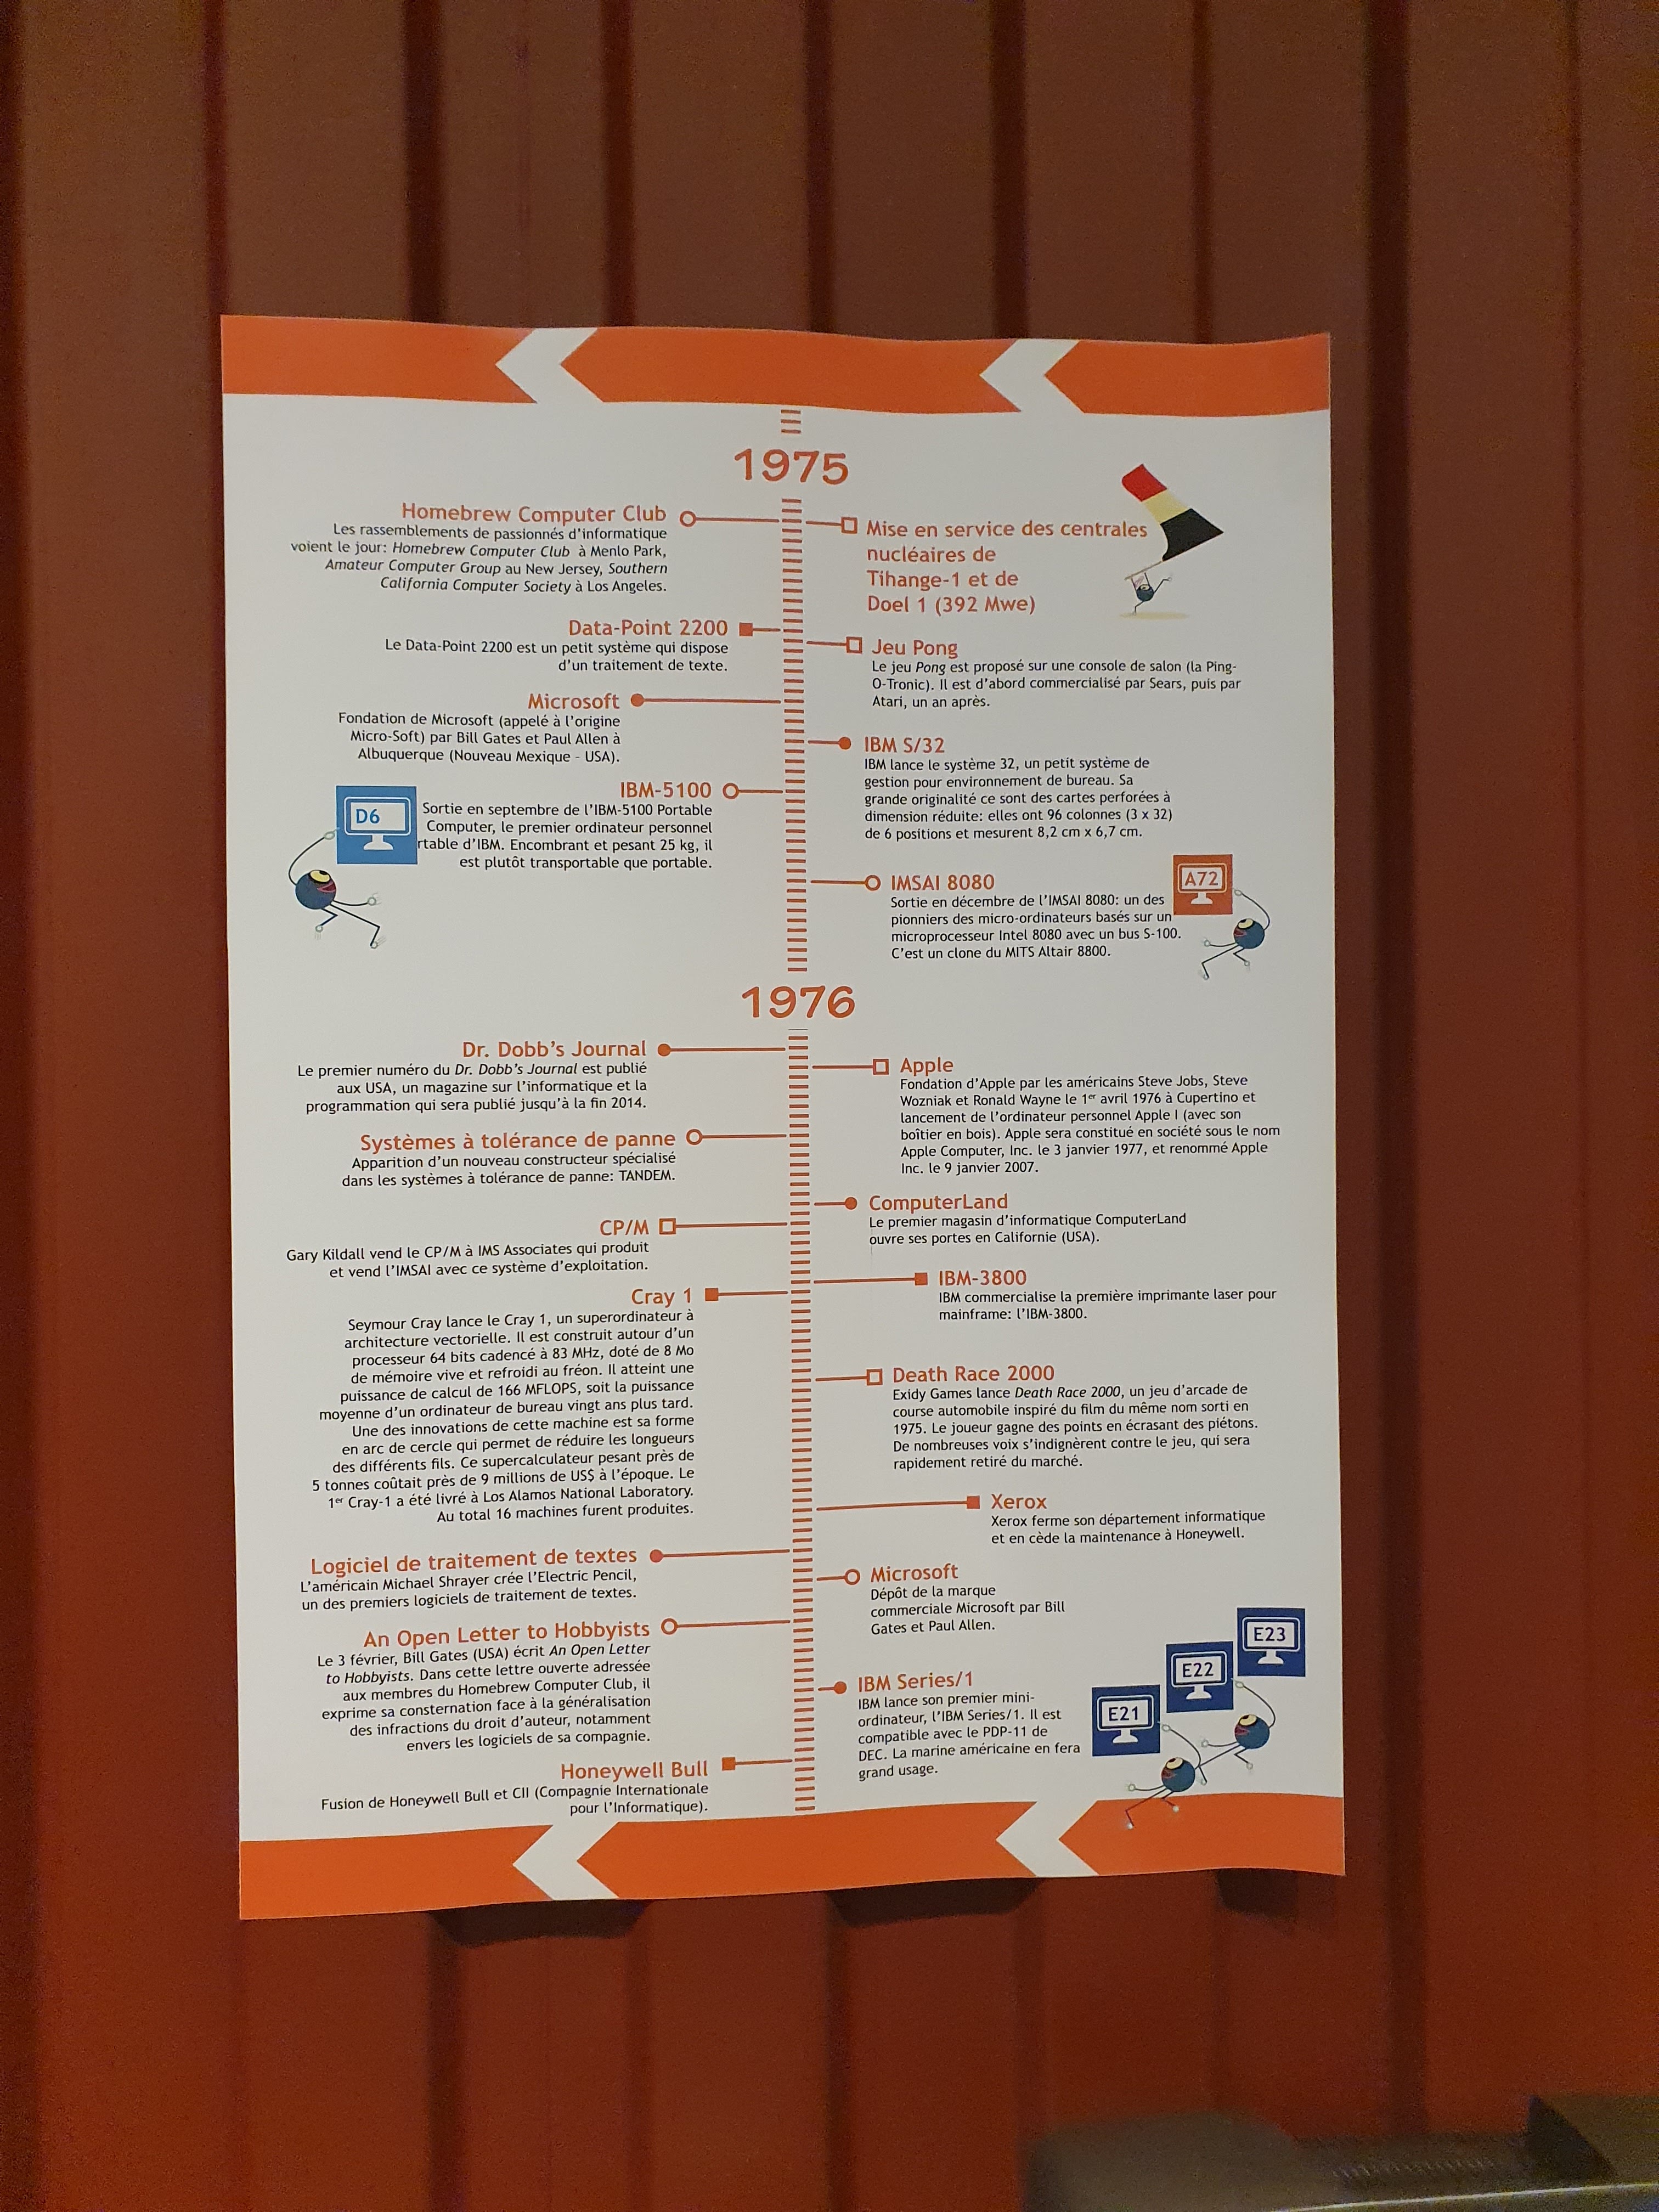 1975
Homebrew Computer Club
Les rassemblements de passionnés d'informatique
voient le jour: Homebrew Computer Club à Menlo Park,
Amateur Computer Group au New Jersey, Southern
California Computer Society à Los Angeles.
Mise en service des centrales
nucléaires de
Tihange-1 et de
Doel 1 (392 Mwe)
Data-Point 2200
Le Data-Point 2200 est un petit système qui dispose
d'un traitement de texte.
Jeu Pong
Le jeu Pong est proposé sur une console de salon (la Ping-
O-Tronic). Il est d'abord commercialisé par Sears, puis par
Atari, un an après.
Microsoft
Fondation de Microsoft (appelé à l'origine
Micro-Soft) par Bill Gates et Paul Allen à
Albuquerque (Nouveau Mexique - USA).
IBM S/32
IBM lance le système 32, un petit système de
gestion pour environnement de bureau. Sa
grande originalité ce sont des cartes perforées à
dimension réduite: elles ont 96 colonnes (3 x 32)
de 6 positions et mesurent 8,2 cm x 6,7 cm.
IBM-5100
D6
Sortie en septembre de l'IBM-5100 Portable
Computer, le premier ordinateur personnel
rtable d'IBM. Encombrant et pesant 25 kg, il
est plutôt transportable que portable.
IMSAI 8080
A72
Sortie en décembre de l'IMSAI 8080: un des
pionniers des micro-ordinateurs basés sur un
microprocesseur Intel 8080 avec un bus S-100.
C'est un clone du MITS Altair 8800.
1976
Dr. Dobb's Journal
Le premier numéro du Dr. Dobb's Journal est publié
aux USA, un magazine sur l'informatique et la
programmation qui sera publié jusqu'à la fin 2014.
Apple
Fondation d'Apple par les américains Steve Jobs, Steve
Wozniak et Ronald Wayne le 1er avril 1976 à Cupertino et
lancement de l'ordinateur personnel Apple I (avec son
boîtier en bois). Apple sera constitué en société sous le nom
Apple Computer, Inc. le 3 janvier 1977, et renommé Apple
Inc. le 9 janvier 2007.
Systèmes à tolérance de panne
Apparition d'un nouveau constructeur spécialisé
dans les systèmes à tolérance de panne: TANDEM.
ComputerLand
Le premier magasin d'informatique ComputerLand
ouvre ses portes en Californie (USA).
CP/M
Gary Kildall vend le CP/M à IMS Associates qui produit
et vend l'IMSAI avec ce système d'exploitation.
IBM-3800
IBM commercialise la première imprimante laser pour
mainframe: l'IBM-3800.
Cray 1
Seymour Cray lance le Cray 1, un superordinateur à
architecture vectorielle. Il est construit autour d'un
processeur 64 bits cadencé à 83 MHz, doté de 8 Mo
de mémoire vive et refroidi au fréon. Il atteint une
puissance de calcul de 166 MFLOPS, soit la puissance
moyenne d'un ordinateur de bureau vingt ans plus tard.
Une des innovations de cette machine est sa forme
en arc de cercle qui permet de réduire les longueurs
des différents fils. Ce supercalculateur pesant près de
5 tonnes coûtait près de 9 millions de US$ à l'époque. Le
1er Cray-1 a été livré à Los Alamos National Laboratory.
Au total 16 machines furent produites.
Death Race 2000
Exidy Games lance Death Race 2000, un jeu d'arcade de
course automobile inspiré du film du même nom sorti en
1975. Le joueur gagne des points en écrasant des piétons.
De nombreuses voix s'indignèrent contre le jeu, qui sera
rapidement retiré du marché.
Xerox
Xerox ferme son département informatique
et en cède la maintenance à Honeywell.
Logiciel de traitement de textes
L'américain Michael Shrayer crée l'Electric Pencil,
un des premiers logiciels de traitement de textes.
Microsoft
Dépôt de la marque
commerciale Microsoft par Bill
Gates et Paul Allen.
An Open Letter to Hobbyists
Le 3 février, Bill Gates (USA) écrit An Open Letter
to Hobbyists. Dans cette lettre ouverte adressée
aux membres du Homebrew Computer Club, il
exprime sa consternation face à la généralisation
des infractions du droit d'auteur, notamment
envers les logiciels de sa compagnie.
IBM Series/1
IBM lance son premier mini-
ordinateur, l'IBM Series/1. Il est
compatible avec le PDP-11 de
DEC. La marine américaine en fera
grand usage.
E23
E22
E21
Honeywell Bull
Fusion de Honeywell Bull et CII (Compagnie Internationale
pour l'Informatique).